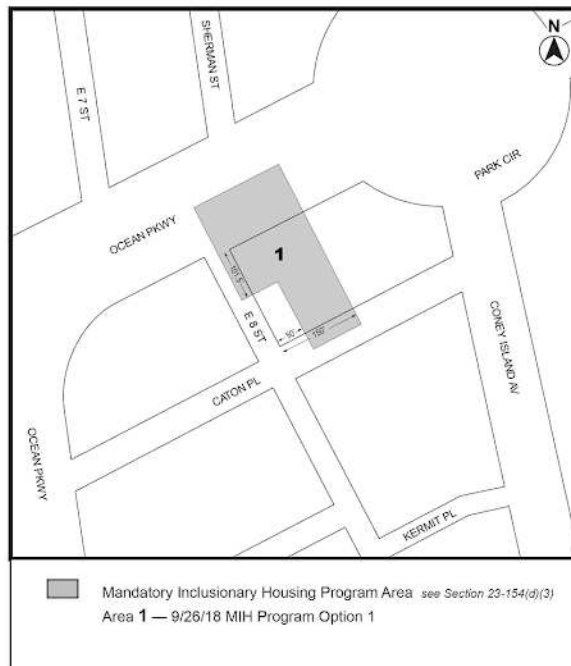 N
SHERMAN ST
E 7 ST
PARK CIR
OCEAN PKWY
1
101.5
E 8 ST
50'
150'
CONEY ISLAND AV
CATON PL
OCEAN PKWY
KERMIT PL
Mandatory Inclusionary Housing Program Area see Section 23-154(d)(3)
Area 1 — 9/26/18 MIH Program Option 1